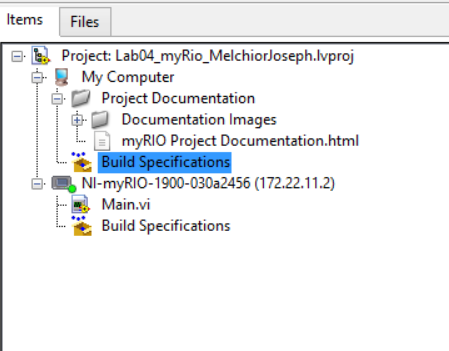 Items Files
Project: Lab04_myRio_MelchiorJoseph.lvproj
My Computer
Project Documentation
Documentation Images
myRIO Project Documentation.html
Build Specifications
NI-myRIO-1900-030a2456 (172.22.11.2)
Main.vi
Build Specifications